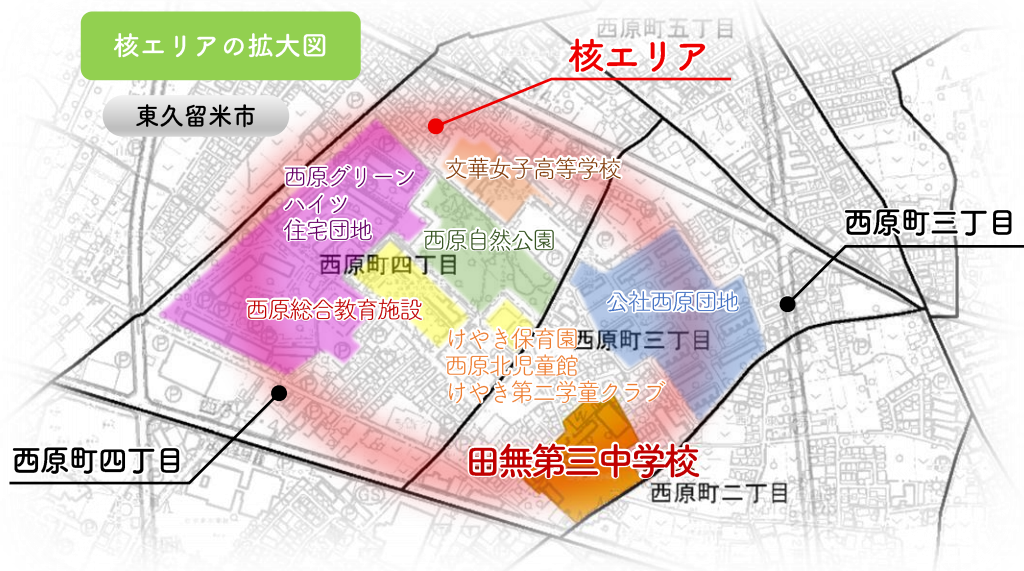 核エリアの拡大図
西原町五丁目
核エリア
東久留米市
文華女子高等学校
西原グリーン
ハイツ
住宅団地
西原町三丁目
西原自然公園
西原町四丁目
西原総合教育施設
公社西原団地
けやき保育園
西原町三丁目
西原北児童館
けやき第二学童クラブ
西原町四丁目
田無第三中学校
西原町二丁目